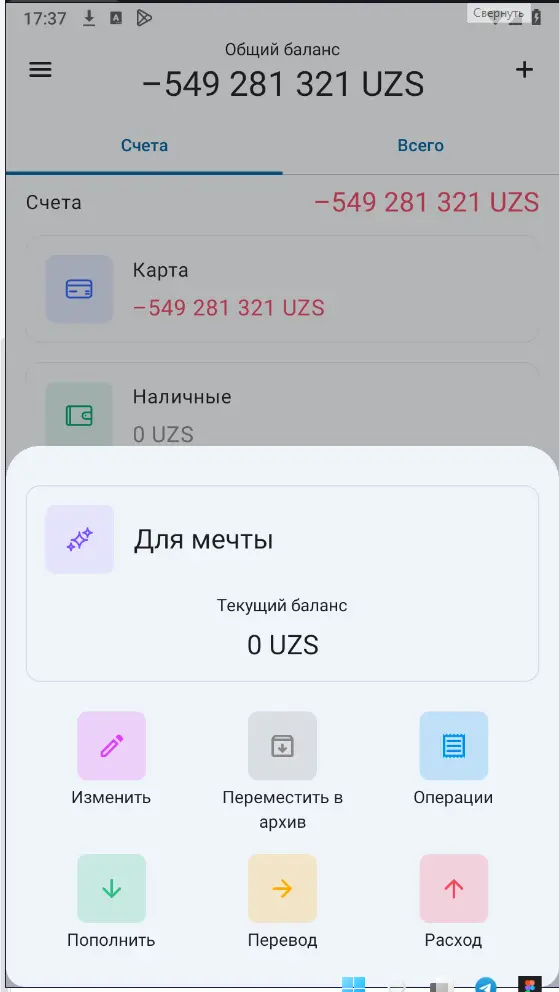 17:37
Свернуть
Общий баланс
−549 281 321 UZS
Счета
Всего
Счета
−549 281 321 UZS
Карта
−549 281 321 UZS
Наличные
0 UZS
Для мечты
Текущий баланс
0 UZS
Изменить
Переместить в
архив
Операции
Пополнить
Перевод
Расход